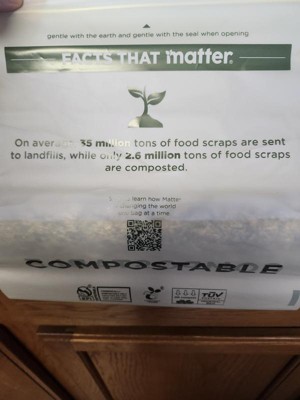 gentle with the earth and gentle with the seal when opening
FACTS THAT matter.
On average 35 million tons of food scraps are sent
to landfills, while only 2.6 million tons of food scraps
are composted.
learn how Matter
changing the world
bag at a time
COMPOSTABLE
TÜV